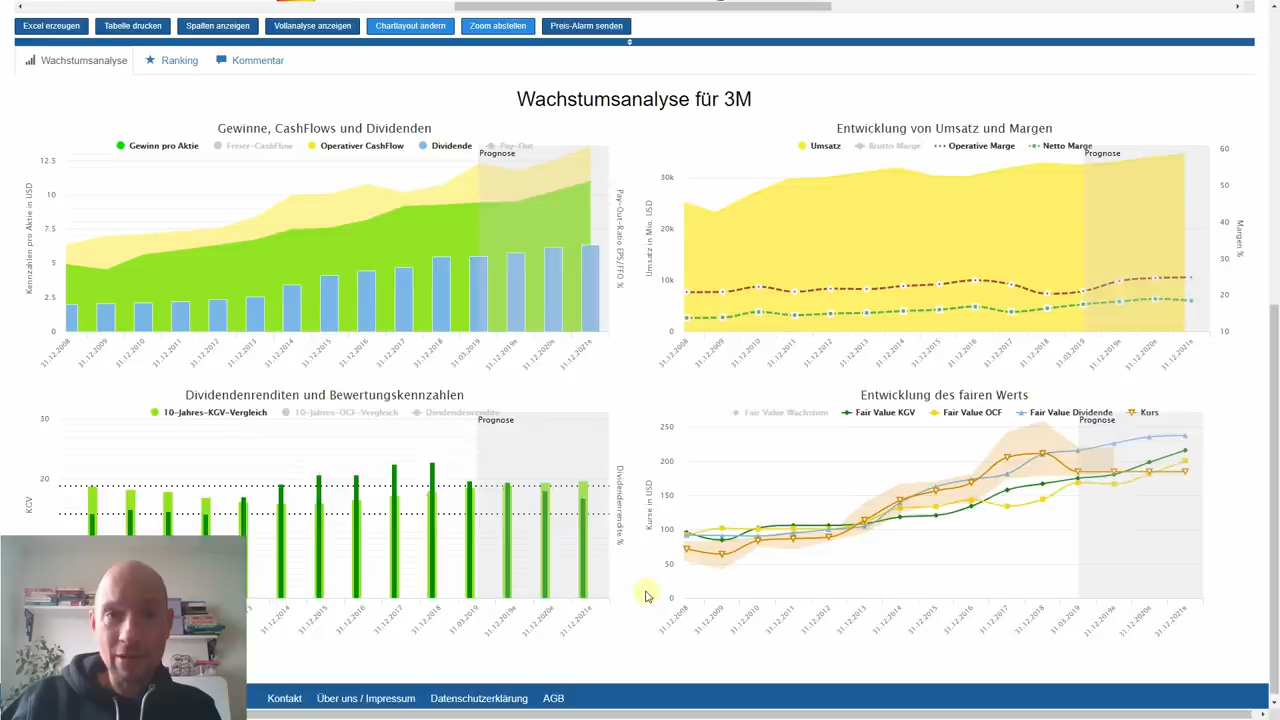 Excel erzeugen Tabelle drucken Spalten anzeigen Vollanalyse anzeigen Chartlayout ändern Zoom abstellen Preis-Alarm senden
Wachstumsanalyse Ranking Kommentar
Wachstumsanalyse für 3M
Gewinne, CashFlows und Dividenden
Gewinn pro Aktie Freier-CashFlow Operativer CashFlow Dividende Pay-Out
Prognose
Kennzahlen pro Aktie in USD
12.5
10
7.5
5
2.5
0
Pay-Out-Ratio EPS/FFO %
31.12.2008 31.12.2009 31.12.2010 31.12.2011 31.12.2012 31.12.2013 31.12.2014 31.12.2015 31.12.2016 31.12.2017 31.12.2018 31.03.2019 31.12.2019e 31.12.2020e 31.12.2021e
Entwicklung von Umsatz und Margen
Umsatz Brutto Marge Operative Marge Netto Marge
Prognose
Umsatz in Mio. USD
30k
20k
10k
0
60
50
40
30
20
10
Margen %
31.12.2008 31.12.2009 31.12.2010 31.12.2011 31.12.2012 31.12.2013 31.12.2014 31.12.2015 31.12.2016 31.12.2017 31.12.2018 31.03.2019 31.12.2019e 31.12.2020e 31.12.2021e
Dividendenrenditen und Bewertungskennzahlen
10-Jahres-KGV-Vergleich 10-Jahres-OCF-Vergleich Dividendenrendite
Prognose
30
20
KGV
Dividendenrendite %
31.12.2014 31.12.2015 31.12.2016 31.12.2017 31.12.2018 31.03.2019 31.12.2019e 31.12.2020e 31.12.2021e
Entwicklung des fairen Werts
Fair Value Wachstum Fair Value KGV Fair Value OCF Fair Value Dividende Kurs
Prognose
Kurse in USD
250
200
150
100
50
0
31.12.2008 31.12.2009 31.12.2010 31.12.2011 31.12.2012 31.12.2013 31.12.2014 31.12.2015 31.12.2016 31.12.2017 31.12.2018 31.03.2019 31.12.2019e 31.12.2020e 31.12.2021e
Kontakt Über uns / Impressum Datenschutzerklärung AGB